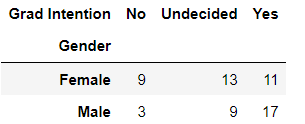 Grad Intention No Undecided Yes
Gender
Female 9 13 11
Male 3 9 17